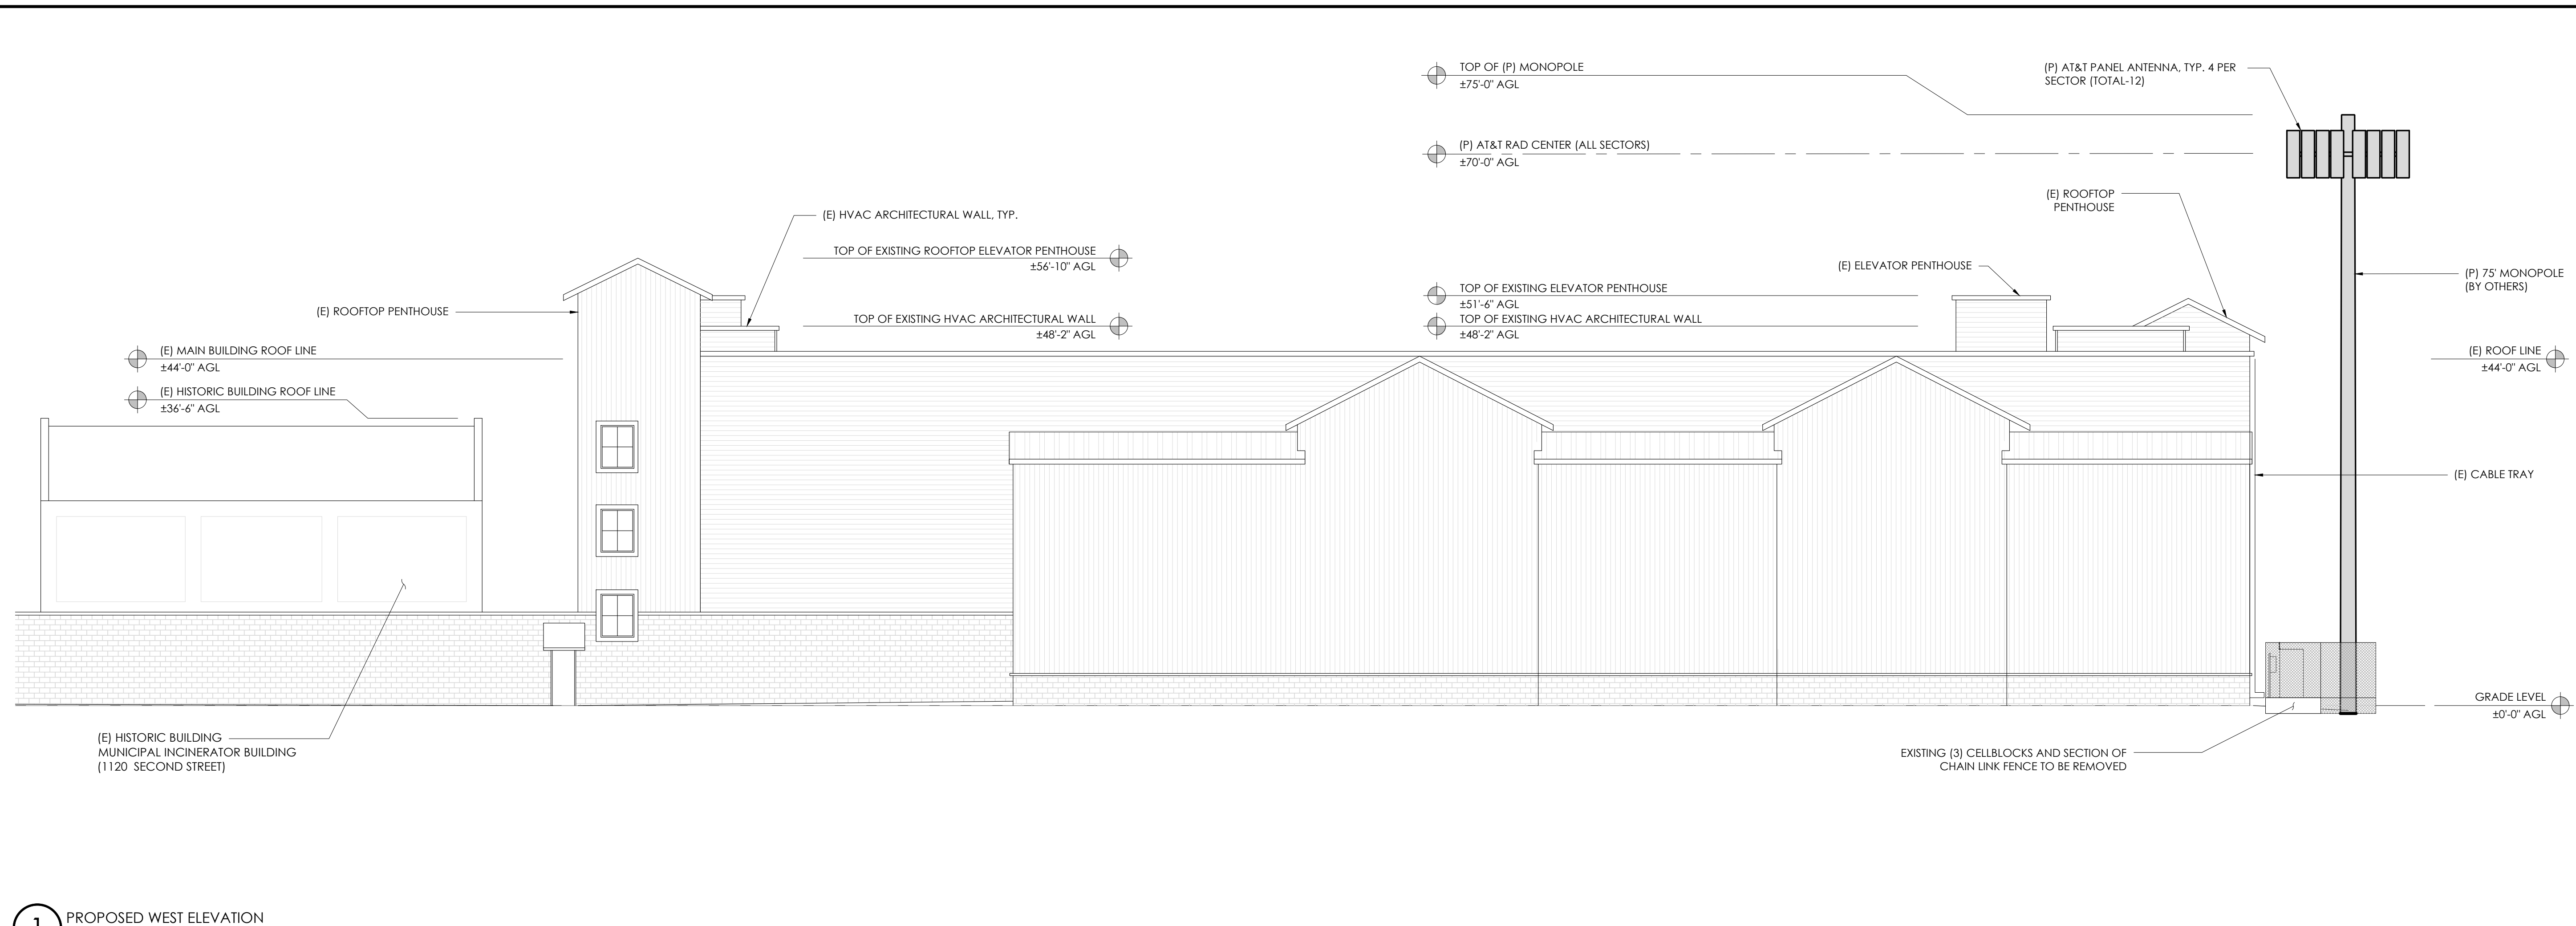 TOP OF (P) MONOPOLE
±75'-0" AGL
(P) AT&T PANEL ANTENNA, TYP. 4 PER
SECTOR (TOTAL-12)
(P) AT&T RAD CENTER (ALL SECTORS)
±70'-0" AGL
(E) ROOFTOP
PENTHOUSE
(E) HVAC ARCHITECTURAL WALL, TYP.
TOP OF EXISTING ROOFTOP ELEVATOR PENTHOUSE
±56'-10" AGL
(E) ELEVATOR PENTHOUSE
(P) 75' MONOPOLE
(BY OTHERS)
TOP OF EXISTING ELEVATOR PENTHOUSE
±51'-6" AGL
(E) ROOFTOP PENTHOUSE
TOP OF EXISTING HVAC ARCHITECTURAL WALL
±48'-2" AGL
TOP OF EXISTING HVAC ARCHITECTURAL WALL
±48'-2" AGL
(E) MAIN BUILDING ROOF LINE
±44'-0" AGL
(E) ROOF LINE
±44'-0" AGL
(E) HISTORIC BUILDING ROOF LINE
±36'-6" AGL
(E) CABLE TRAY
GRADE LEVEL
±0'-0" AGL
(E) HISTORIC BUILDING
MUNICIPAL INCINERATOR BUILDING
(1120 SECOND STREET)
EXISTING (3) CELLBLOCKS AND SECTION OF
CHAIN LINK FENCE TO BE REMOVED
1
PROPOSED WEST ELEVATION